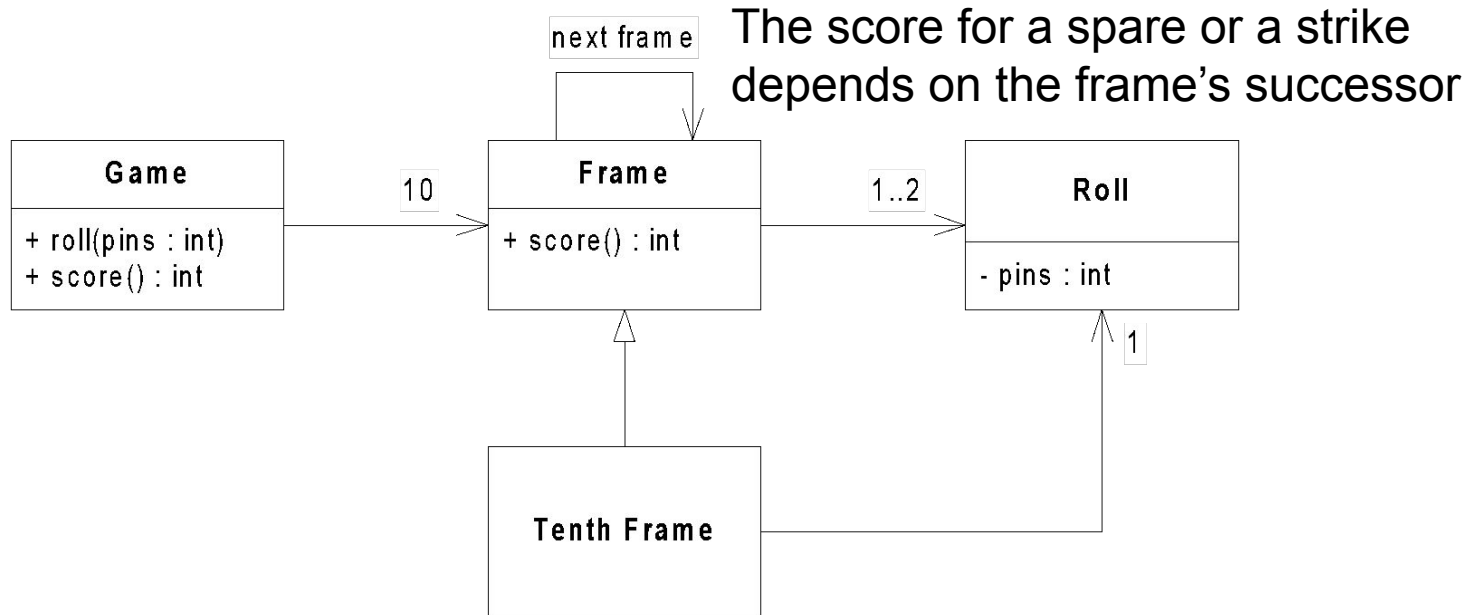 The score for a spare or a strike
depends on the frame’s successor
next frame
Game
+ roll(pins : int)
+ score() : int
10
Frame
+ score() : int
1..2
Roll
- pins : int
1
Tenth Frame